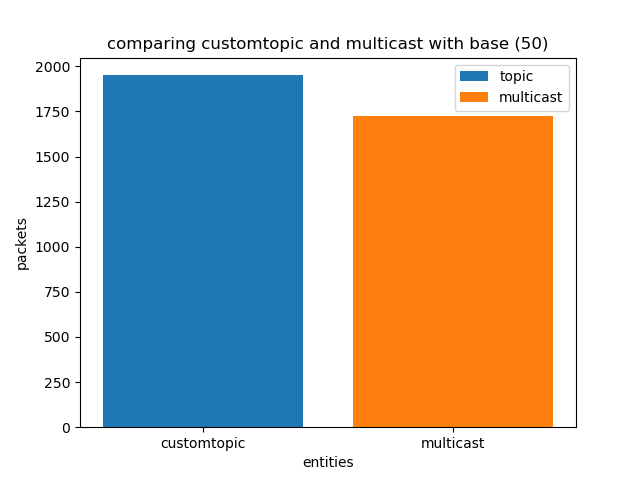 comparing customtopic and multicast with base (50)
topic
multicast
2000
1750
1500
1250
1000
750
500
250
0
packets
customtopic multicast
entities